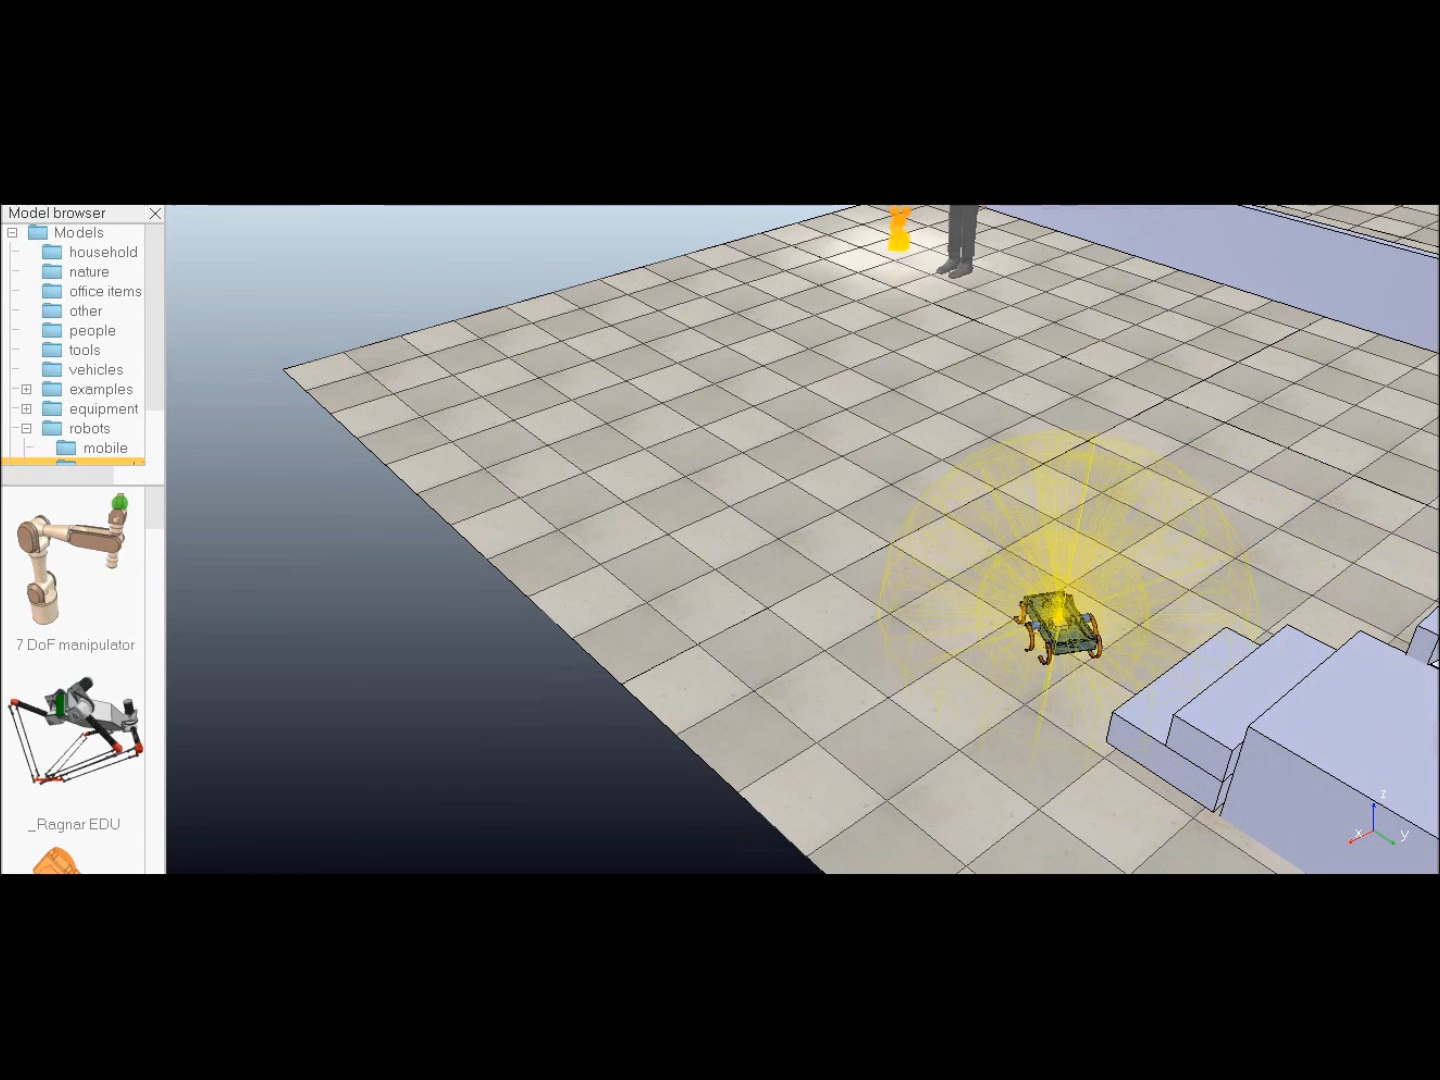 Model browser
Models
household
nature
office items
other
people
tools
vehicles
examples
equipment
robots
mobile
7 DoF manipulator
_Ragnar EDU
z
x
y